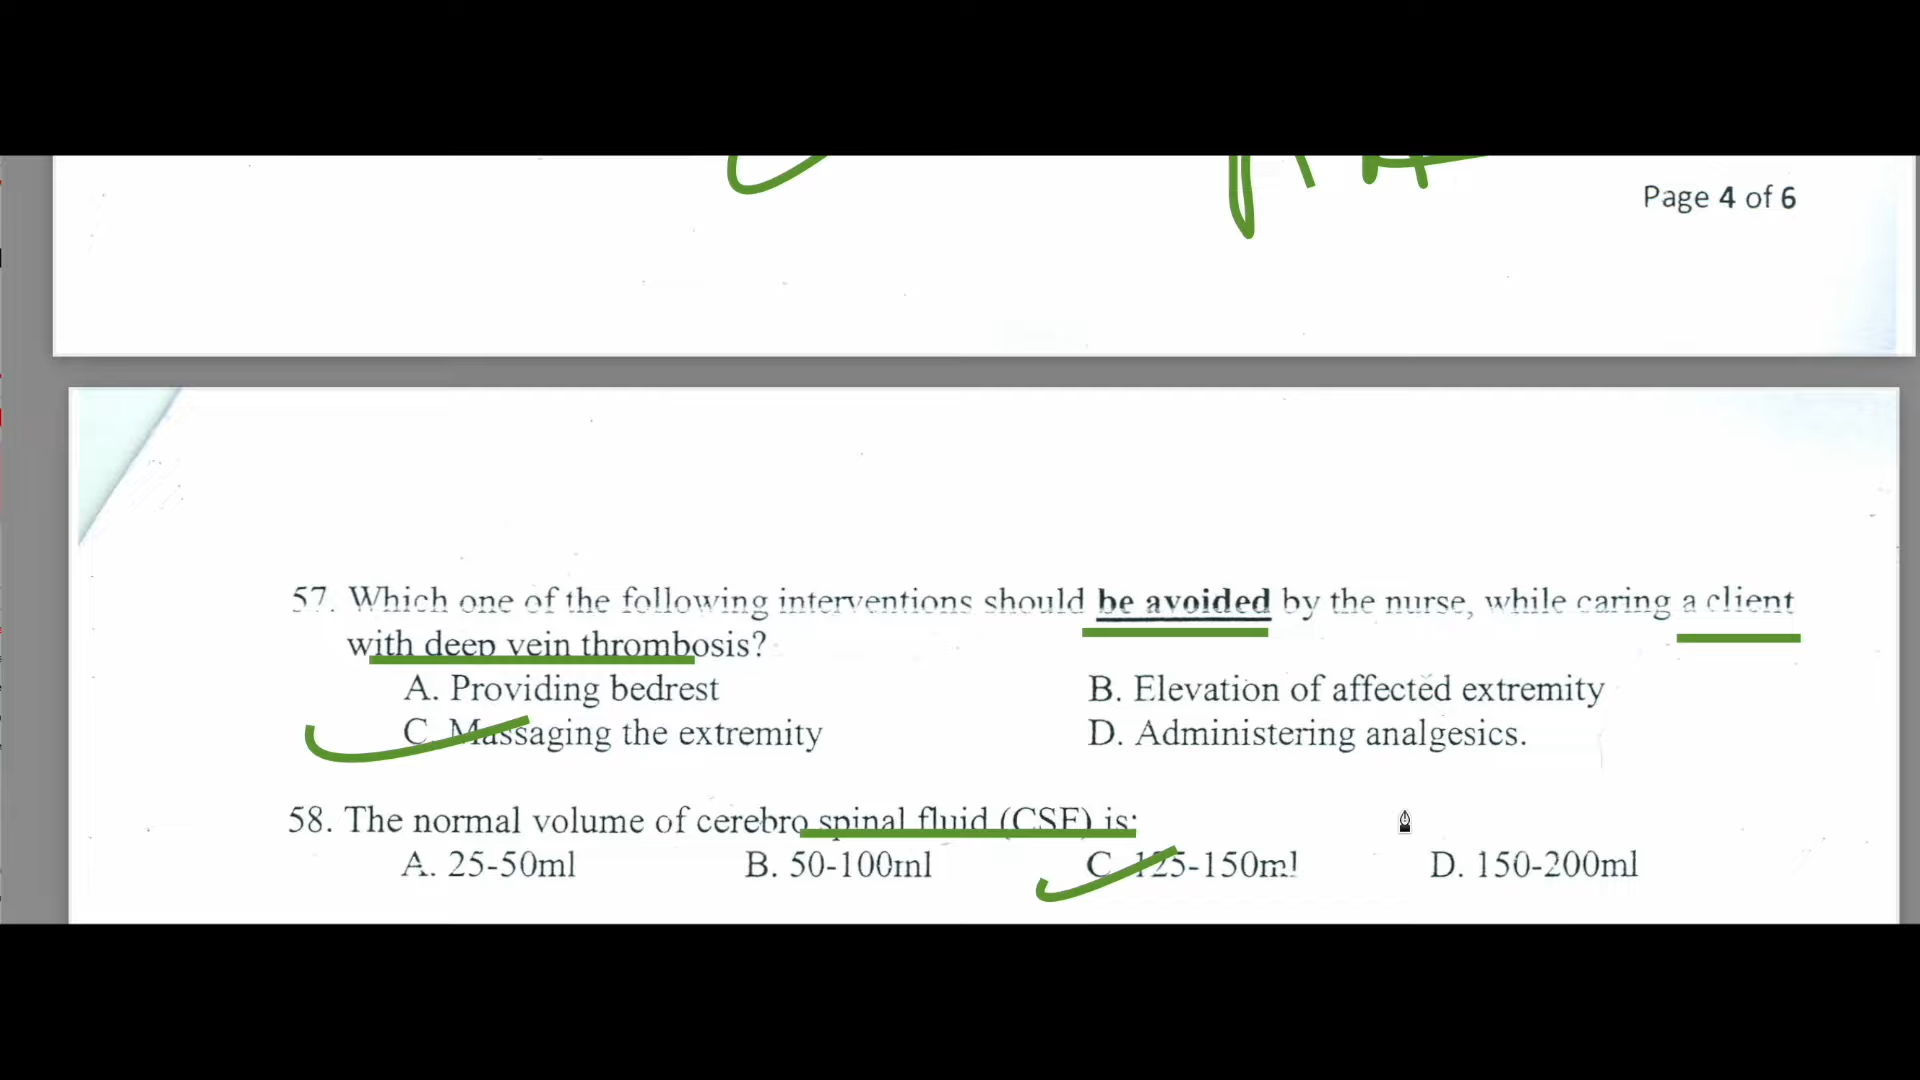 Page 4 of 6
57. Which one of the following interventions should be avoided by the nurse, while caring a client
with deep vein thrombosis?
A. Providing bedrest B. Elevation of affected extremity
C. Massaging the extremity D. Administering analgesics.
58. The normal volume of cerebro spinal fluid (CSF) is:
A. 25-50ml B. 50-100ml C. 125-150ml D. 150-200ml